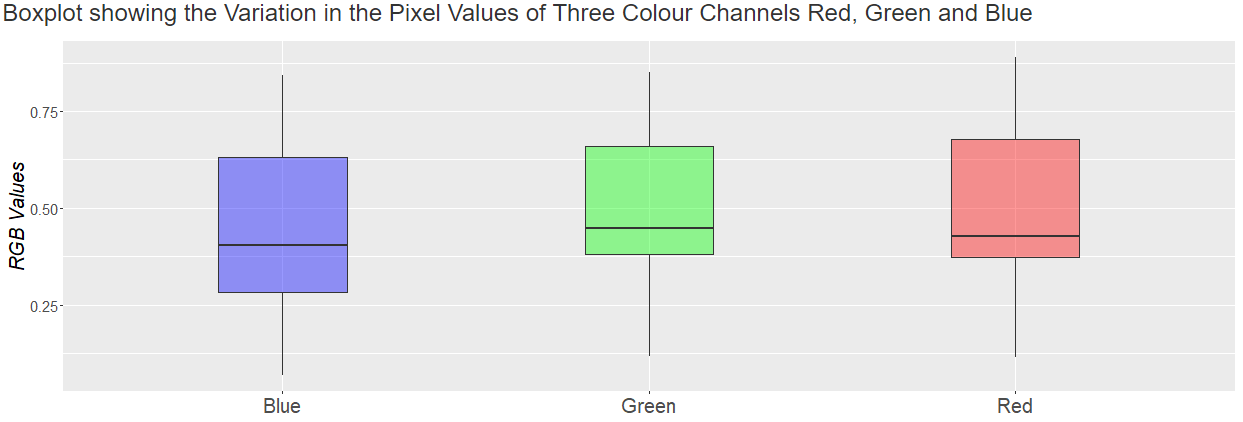 Boxplot showing the Variation in the Pixel Values of Three Colour Channels Red, Green and Blue
RGB Values
0.75
0.50
0.25
Blue
Green
Red